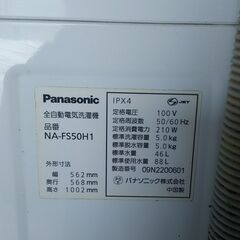 Panasonic
全自動電気洗濯機
品番
NA-FS50H1
外形寸法
幅 562mm
奥行 568mm
高さ 1002mm
IPX4
JET
定格電圧 100V
定格周波数 50/60Hz
定格消費電力 210W
標準洗濯容量 5.0kg
標準脱水容量 5.0kg
標準水量 46L
標準使用水量 88L
製造番号 09N2200601
パナソニック株式会社
中国製